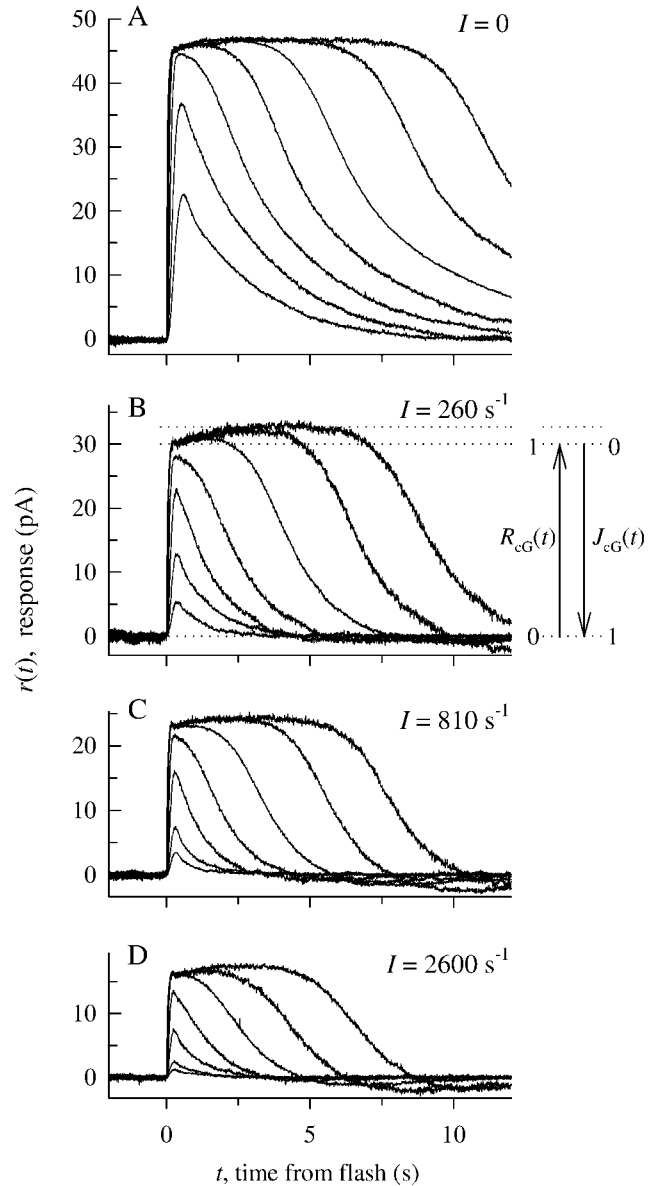 A
I = 0
50
40
30
20
10
0
B
I = 260 s⁻¹
30
20
10
0
1
0
R_cG(t)
J_cG(t)
0
1
r(t), response (pA)
C
I = 810 s⁻¹
20
10
0
D
I = 2600 s⁻¹
10
0
0
5
10
t, time from flash (s)